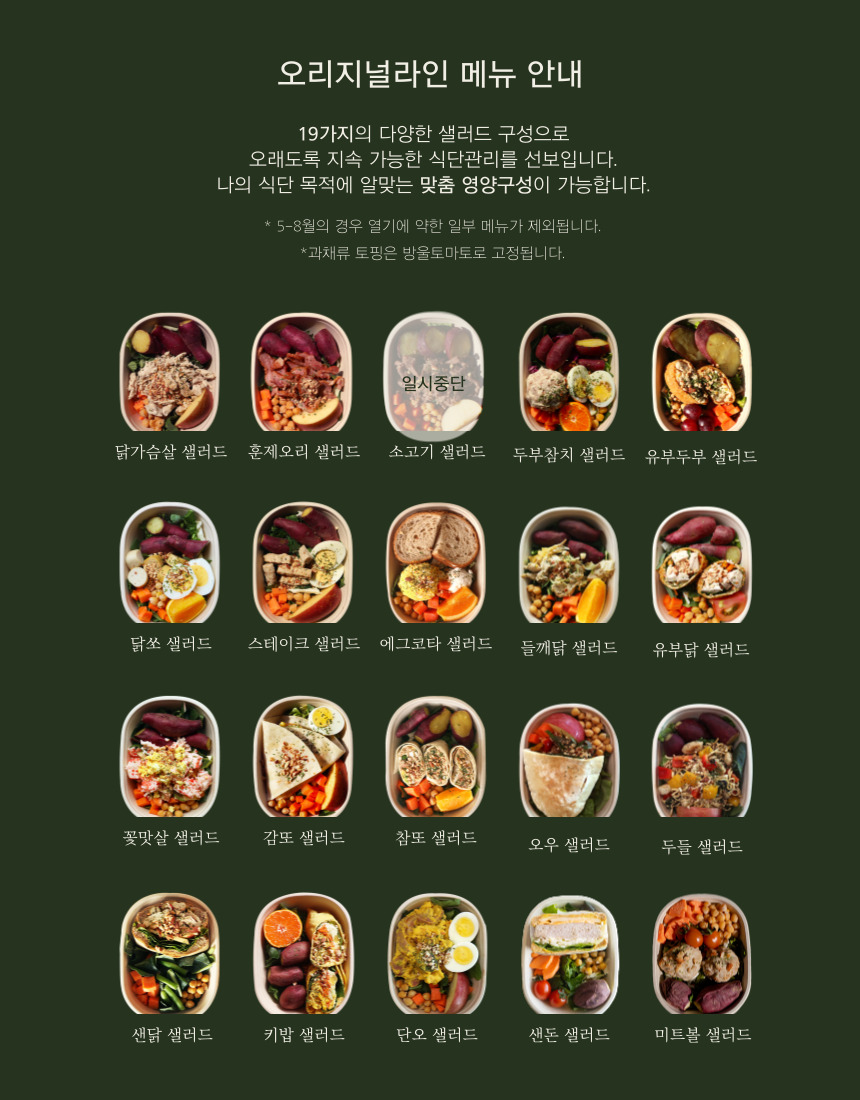 오리지널라인 메뉴 안내
19가지의 다양한 샐러드 구성으로
오래도록 지속 가능한 식단관리를 선보입니다.
나의 식단 목적에 알맞는 맞춤 영양구성이 가능합니다.
* 5-8월의 경우 열기에 약한 일부 메뉴가 제외됩니다.
*과채류 토핑은 방울토마토로 고정됩니다.
일시중단
닭가슴살 샐러드 훈제오리 샐러드 소고기 샐러드 두부참치 샐러드 유부두부 샐러드
닭쏘 샐러드 스테이크 샐러드 에그코타 샐러드 들깨닭 샐러드 유부닭 샐러드
꽃맛살 샐러드 감또 샐러드 참또 샐러드 오우 샐러드 두들 샐러드
샌닭 샐러드 키밥 샐러드 단오 샐러드 샌돈 샐러드 미트볼 샐러드